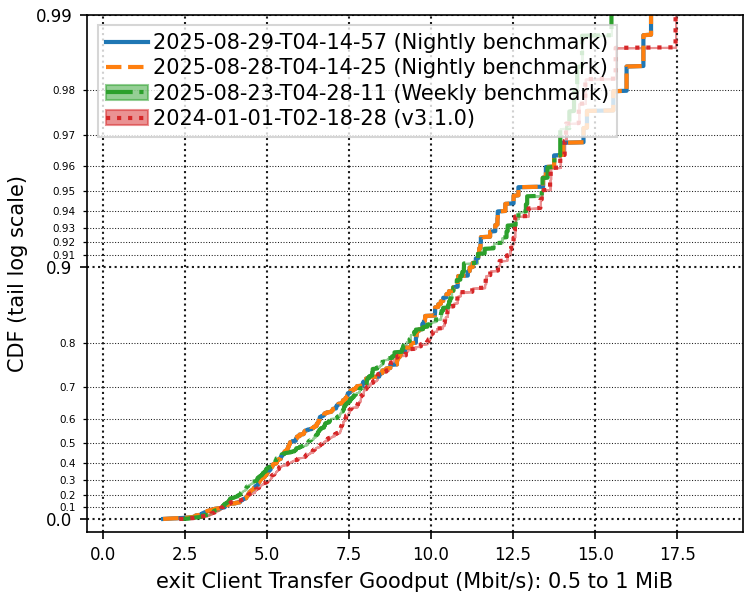 2025-08-29-T04-14-57 (Nightly benchmark)
2025-08-28-T04-14-25 (Nightly benchmark)
2025-08-23-T04-28-11 (Weekly benchmark)
2024-01-01-T02-18-28 (v3.1.0)
CDF (tail log scale)
0.99
0.98
0.97
0.96
0.95
0.94
0.93
0.92
0.91
0.9
0.8
0.7
0.6
0.5
0.4
0.3
0.2
0.1
0.0
0.0 2.5 5.0 7.5 10.0 12.5 15.0 17.5
exit Client Transfer Goodput (Mbit/s): 0.5 to 1 MiB